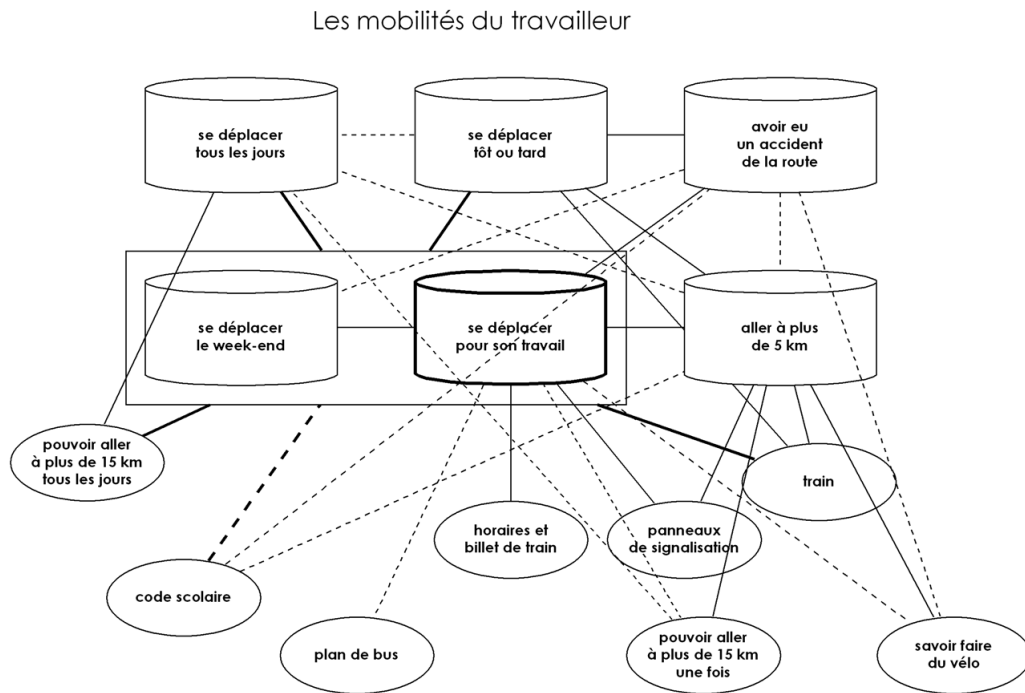 Les mobilités du travailleur
se déplacer
tous les jours
se déplacer
tôt ou tard
avoir eu
un accident
de la route
se déplacer
le week-end
se déplacer
pour son travail
aller à plus
de 5 km
pouvoir aller
à plus de 15 km
tous les jours
train
horaires et
billet de train
panneaux
de signalisation
code scolaire
plan de bus
pouvoir aller
à plus de 15 km
une fois
savoir faire
du vélo